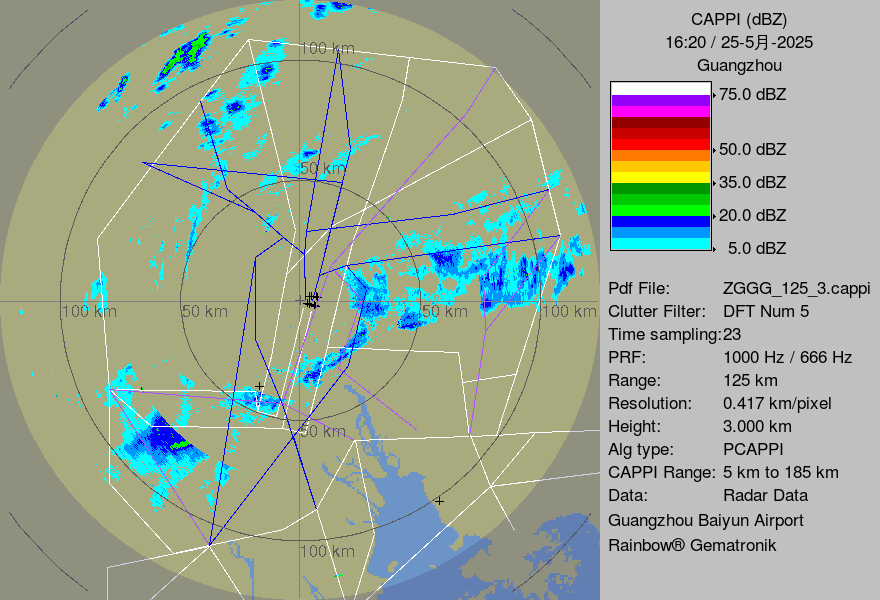 CAPPI (dBZ)
16:20 / 25-5月-2025
Guangzhou
75.0 dBZ
50.0 dBZ
35.0 dBZ
20.0 dBZ
5.0 dBZ
Pdf File: ZGGG_125_3.cappi
Clutter Filter: DFT Num 5
Time sampling:23
PRF: 1000 Hz / 666 Hz
Range: 125 km
Resolution: 0.417 km/pixel
Height: 3.000 km
Alg type: PCAPPI
CAPPI Range: 5 km to 185 km
Data: Radar Data
Guangzhou Baiyun Airport
Rainbow® Gematronik
100 km
50 km
100 km 50 km 50 km 100 km
50 km
100 km